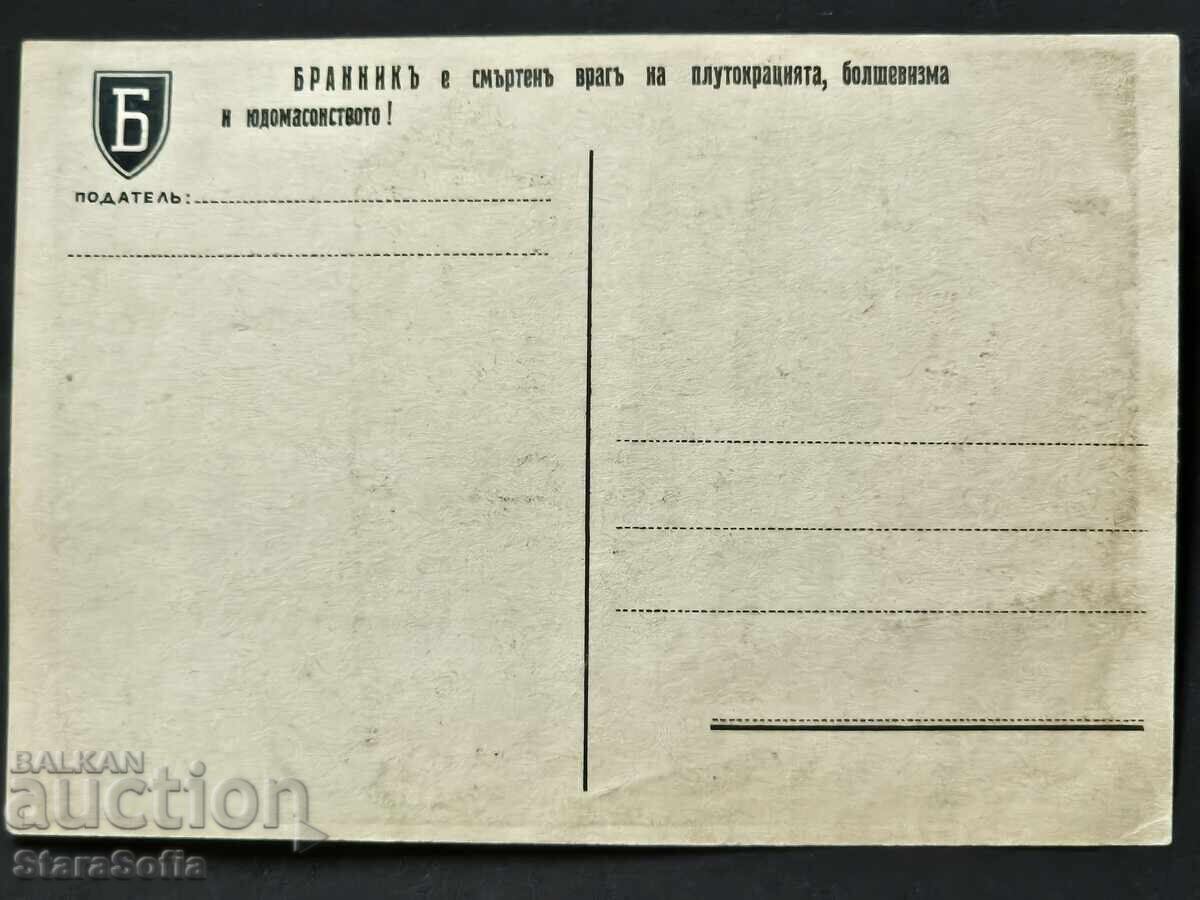 Б
БРАННИКЪ е смъртенъ врагъ на плутокрацията, болшевизма
и юдомасонството!
ПОДАТЕЛЬ:
BALKAN
auction
StaraSofia